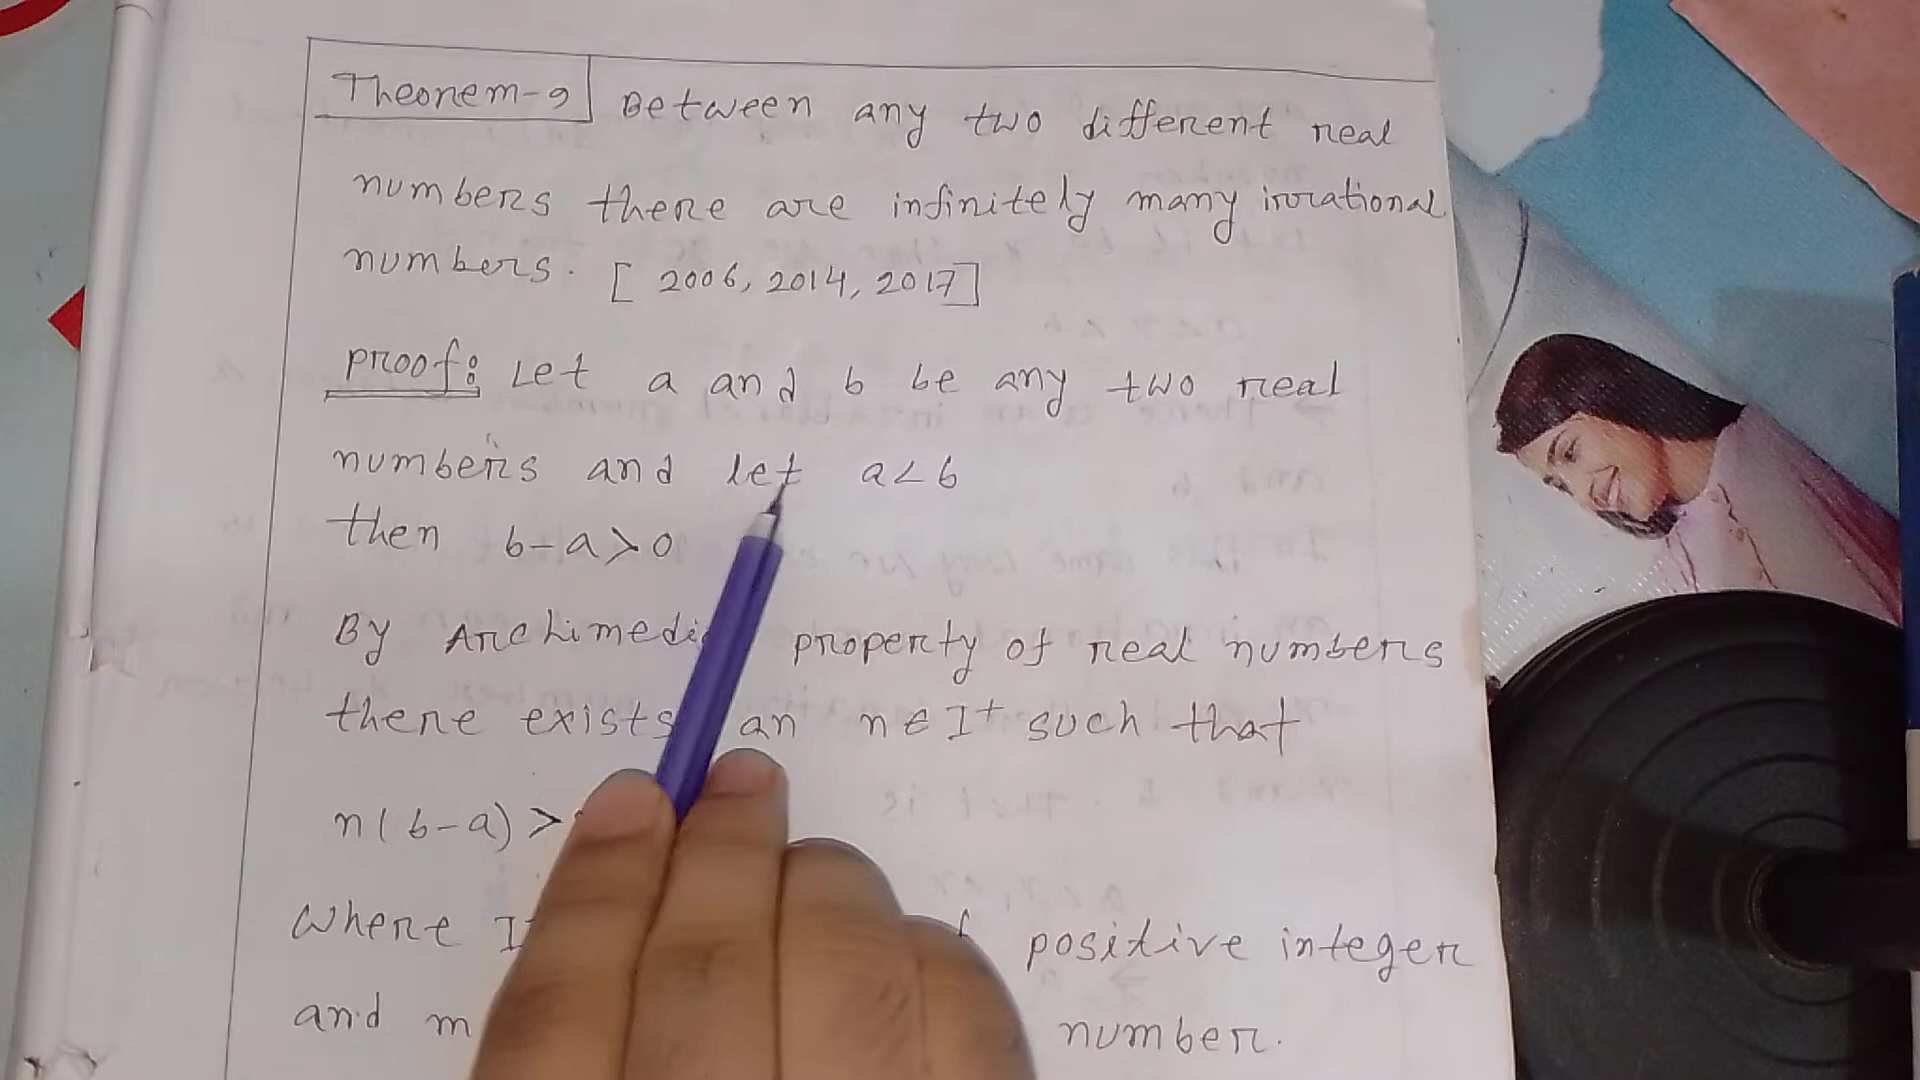 Theorem-9 Between any two different real
numbers there are infinitely many irrational
numbers. [2006, 2014, 2017]
Proof: Let a and b be any two real
numbers and let a<b
then b-a>0
By property of real numbers
there exists an n∈I+ such that
n(b-a)>
Where positive integer
and number.